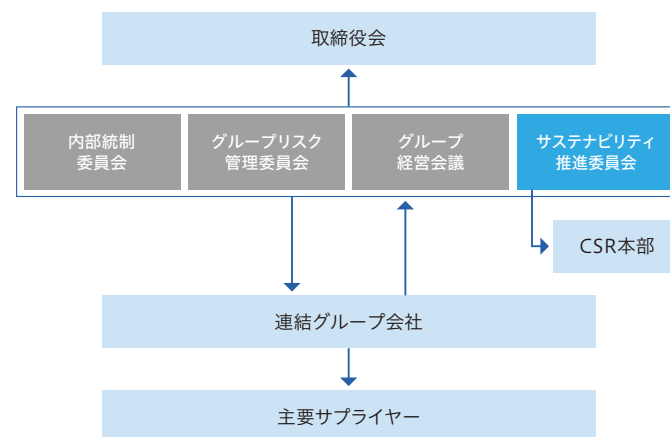 取締役会
内部統制
委員会
グループリスク
管理委員会
グループ
経営会議
サステナビリティ
推進委員会
CSR本部
連結グループ会社
主要サプライヤー